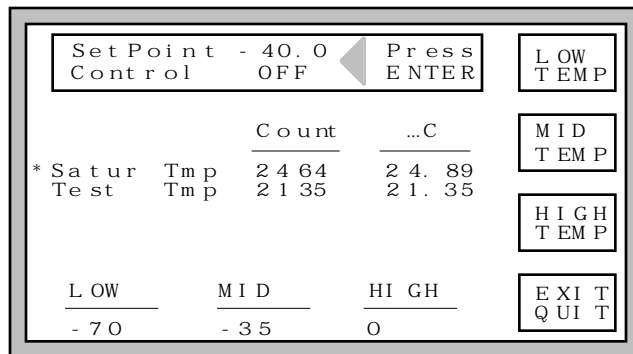 SetPoint - 40.0 Press
Control OFF ENTER
LOW
TEMP
Count …C
MID
TEMP
* Satur Tmp 2464 24. 89
Test Tmp 2135 21. 35
HIGH
TEMP
LOW MID HIGH
- 70 - 35 0
EXIT
QUIT